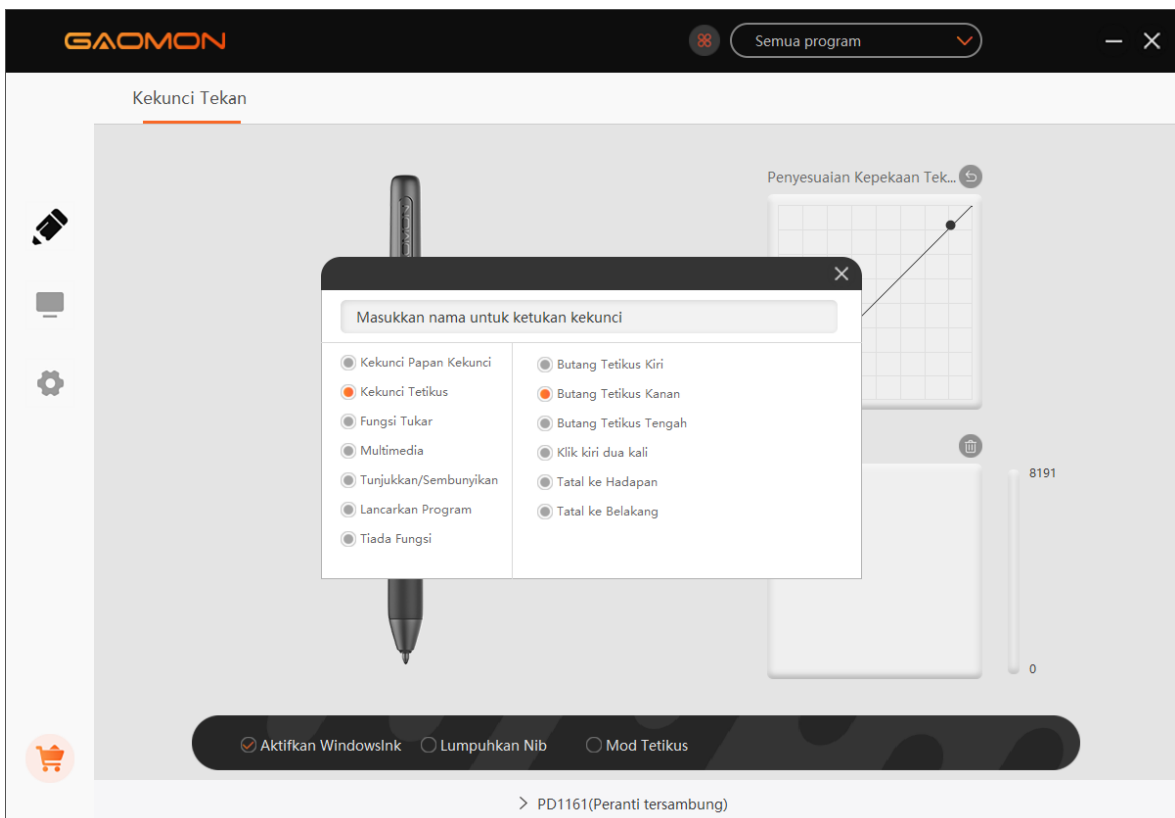 GAOMON
Semua program
Kekunci Tekan
Penyesuaian Kepekaan Tek...
GAOMON
Masukkan nama untuk ketukan kekunci
Kekunci Papan Kekunci
Kekunci Tetikus
Fungsi Tukar
Multimedia
Tunjukkan/Sembunyikan
Lancarkan Program
Tiada Fungsi
Butang Tetikus Kiri
Butang Tetikus Kanan
Butang Tetikus Tengah
Klik kiri dua kali
Tatal ke Hadapan
Tatal ke Belakang
8191
0
Aktifkan WindowsInk
Lumpuhkan Nib
Mod Tetikus
PD1161(Peranti tersambung)